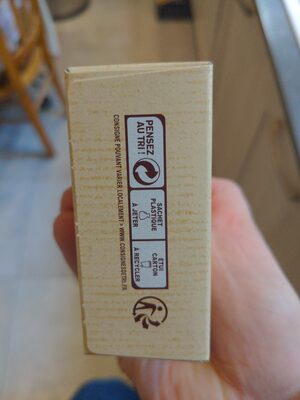 PENSEZ
AU TRI !
SACHET
PLASTIQUE
À JETER
ÉTUI
CARTON
À RECYCLER
CONSIGNE POUVANT VARIER LOCALEMENT > WWW.CONSIGNESDETRI.FR